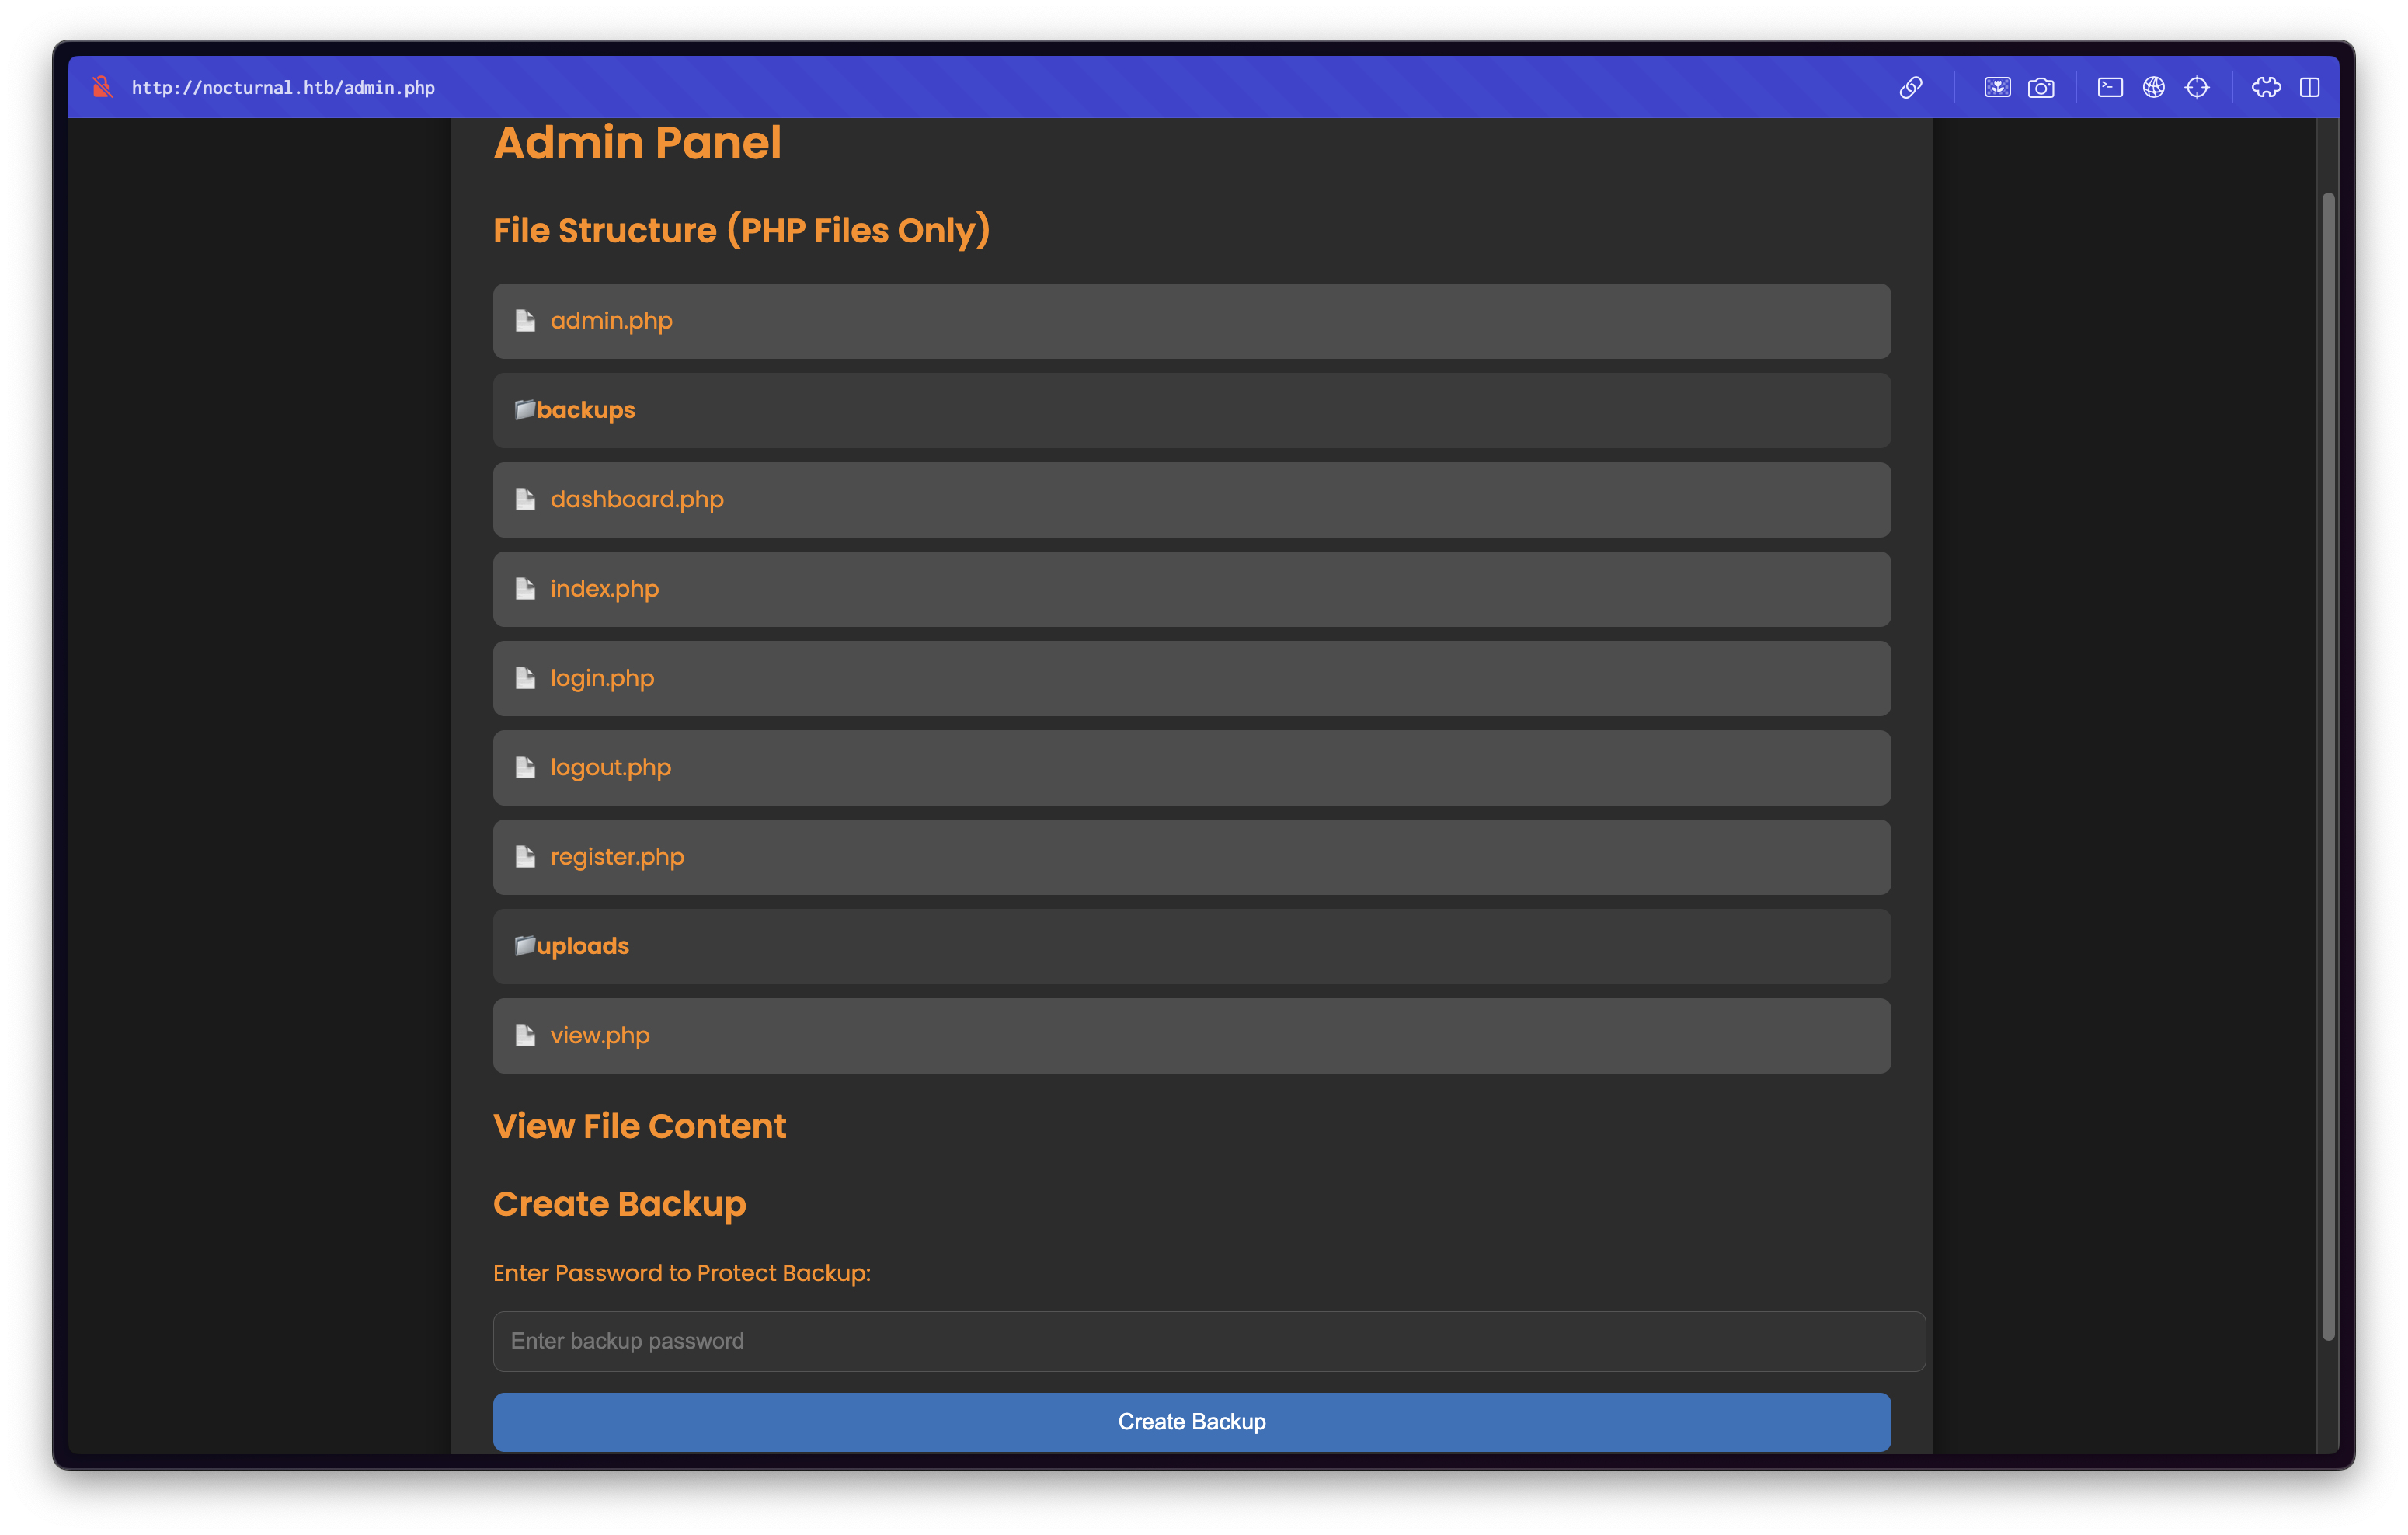 http://nocturnal.htb/admin.php
Admin Panel
File Structure (PHP Files Only)
admin.php
backups
dashboard.php
index.php
login.php
logout.php
register.php
uploads
view.php
View File Content
Create Backup
Enter Password to Protect Backup:
Enter backup password
Create Backup